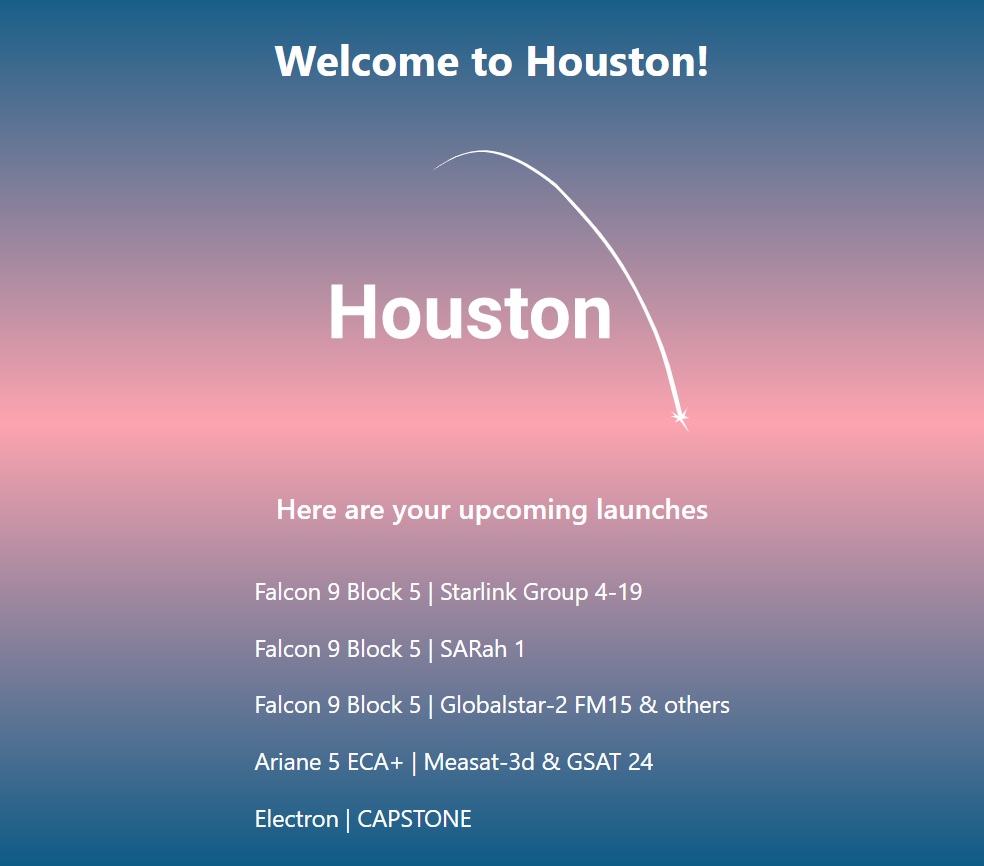 Welcome to Houston!
Houston
Here are your upcoming launches
Falcon 9 Block 5 | Starlink Group 4-19
Falcon 9 Block 5 | SARah 1
Falcon 9 Block 5 | Globalstar-2 FM15 & others
Ariane 5 ECA+ | Measat-3d & GSAT 24
Electron | CAPSTONE